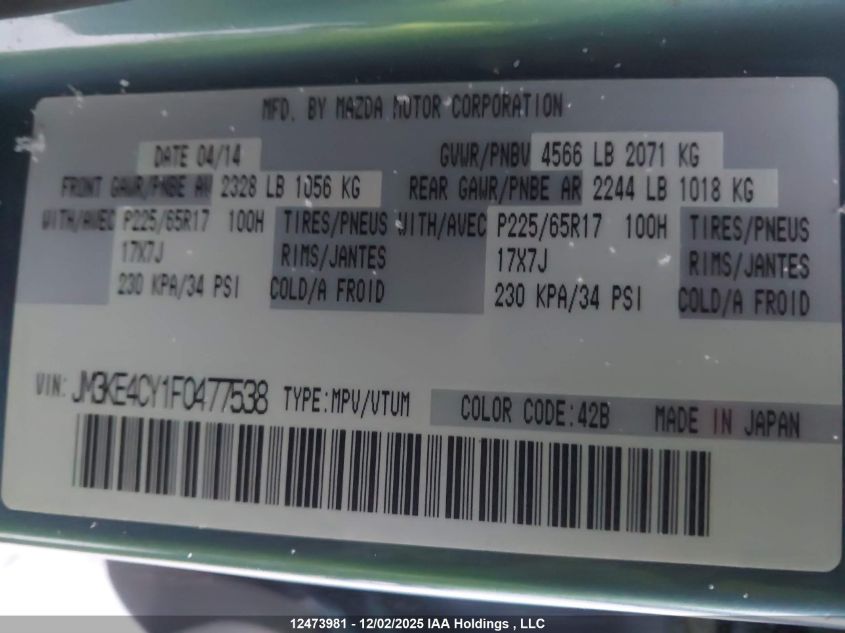 MFD. BY MAZDA MOTOR CORPORATION
DATE 04/14 GVWR/PNBV 4566 LB 2071 KG
FRONT GAWR/PNBE AV 2328 LB 1056 KG REAR GAWR/PNBE AR 2244 LB 1018 KG
WITH/AVEC P225/65R17 100H TIRES/PNEUS WITH/AVEC P225/65R17 100H TIRES/PNEUS
17X7J RIMS/JANTES 17X7J RIMS/JANTES
230 KPA/34 PSI COLD/A FROID 230 KPA/34 PSI COLD/A FROID
VIN: JM3KE4CY1F0477538 TYPE:MPV/VTUM COLOR CODE:42B MADE IN JAPAN
12473981 - 12/02/2025 IAA Holdings , LLC